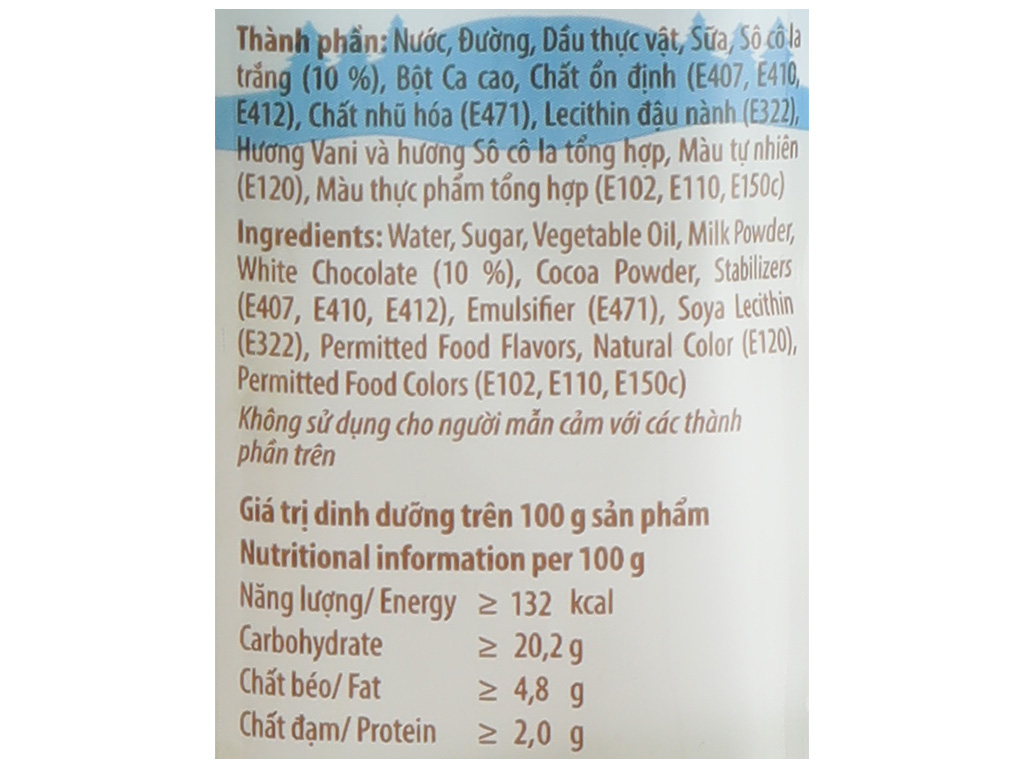 Thành phần: Nước, Đường, Dầu thực vật, Sữa, Sô cô la
trắng (10 %), Bột Ca cao, Chất ổn định (E407, E410,
E412), Chất nhũ hóa (E471), Lecithin đậu nành (E322),
Hương Vani và hương Sô cô la tổng hợp, Màu tự nhiên
(E120), Màu thực phẩm tổng hợp (E102, E110, E150c)
Ingredients: Water, Sugar, Vegetable Oil, Milk Powder,
White Chocolate (10 %), Cocoa Powder, Stabilizers
(E407, E410, E412), Emulsifier (E471), Soya Lecithin
(E322), Permitted Food Flavors, Natural Color (E120),
Permitted Food Colors (E102, E110, E150c)
Không sử dụng cho người mẫn cảm với các thành
phần trên
Giá trị dinh dưỡng trên 100 g sản phẩm
Nutritional information per 100 g
Năng lượng/ Energy ≥ 132 kcal
Carbohydrate ≥ 20,2 g
Chất béo/ Fat ≥ 4,8 g
Chất đạm/ Protein ≥ 2,0 g